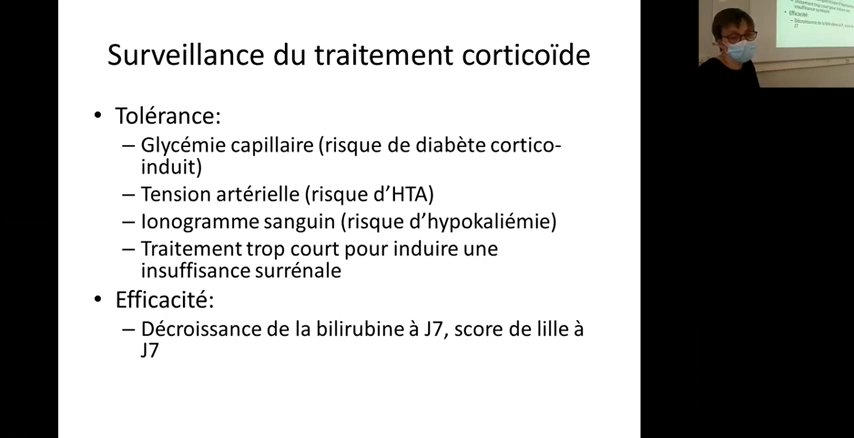 Surveillance du traitement corticoïde
• Tolérance:
– Glycémie capillaire (risque de diabète cortico-
induit)
– Tension artérielle (risque d'HTA)
– Ionogramme sanguin (risque d'hypokaliémie)
– Traitement trop court pour induire une
insuffisance surrénale
• Efficacité:
– Décroissance de la bilirubine à J7, score de lille à
J7